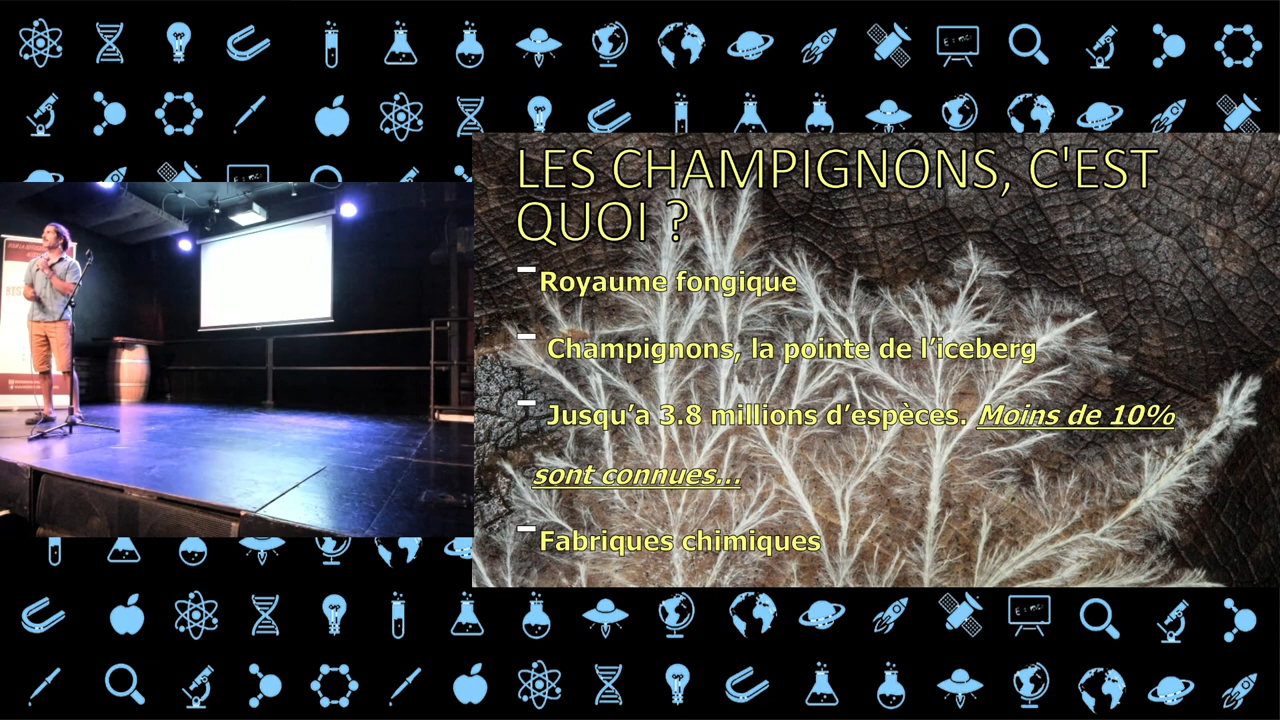 LES CHAMPIGNONS, C'EST
QUOI ?
- Royaume fongique
- Champignons, la pointe de l’iceberg
- Jusqu’a 3.8 millions d’espèces. Moins de 10%
sont connues...
- Fabriques chimiques